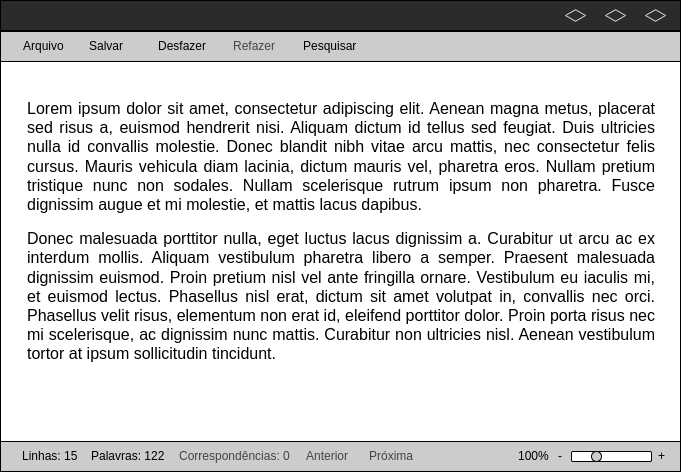 Arquivo Salvar Desfazer Refazer Pesquisar
Lorem ipsum dolor sit amet, consectetur adipiscing elit. Aenean magna metus, placerat
sed risus a, euismod hendrerit nisi. Aliquam dictum id tellus sed feugiat. Duis ultricies
nulla id convallis molestie. Donec blandit nibh vitae arcu mattis, nec consectetur felis
cursus. Mauris vehicula diam lacinia, dictum mauris vel, pharetra eros. Nullam pretium
tristique nunc non sodales. Nullam scelerisque rutrum ipsum non pharetra. Fusce
dignissim augue et mi molestie, et mattis lacus dapibus.
Donec malesuada porttitor nulla, eget luctus lacus dignissim a. Curabitur ut arcu ac ex
interdum mollis. Aliquam vestibulum pharetra libero a semper. Praesent malesuada
dignissim euismod. Proin pretium nisl vel ante fringilla ornare. Vestibulum eu iaculis mi,
et euismod lectus. Phasellus nisl erat, dictum sit amet volutpat in, convallis nec orci.
Phasellus velit risus, elementum non erat id, eleifend porttitor dolor. Proin porta risus nec
mi scelerisque, ac dignissim nunc mattis. Curabitur non ultricies nisl. Aenean vestibulum
tortor at ipsum sollicitudin tincidunt.
Linhas: 15 Palavras: 122 Correspondências: 0 Anterior Próxima 100% - +